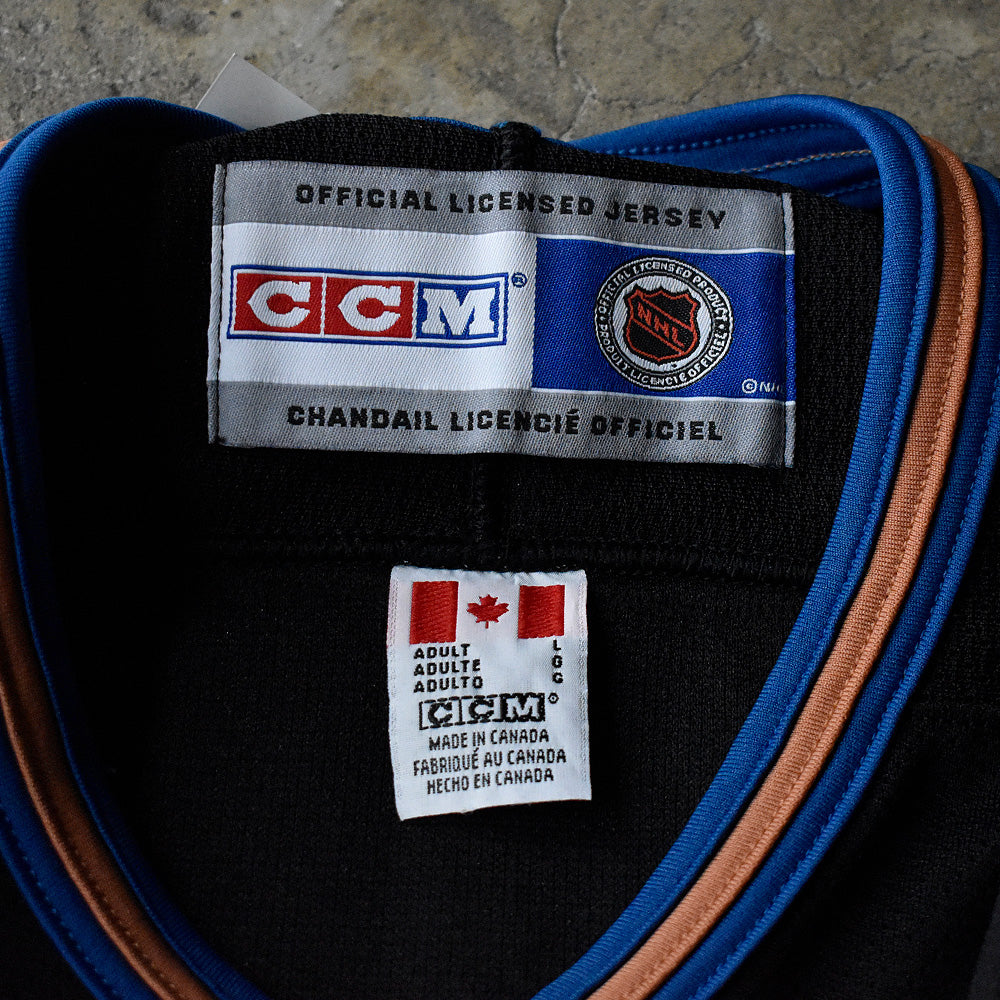 OFFICIAL LICENSED JERSEY
CCM®
OFFICIAL LICENSED PRODUCT
NHL
PRODUIT LICENCIÉ OFFICIEL
©
CHANDAIL LICENCIÉ OFFICIEL
ADULT L
ADULTE G
ADULTO G
CCM®
MADE IN CANADA
FABRIQUÉ AU CANADA
HECHO EN CANADA